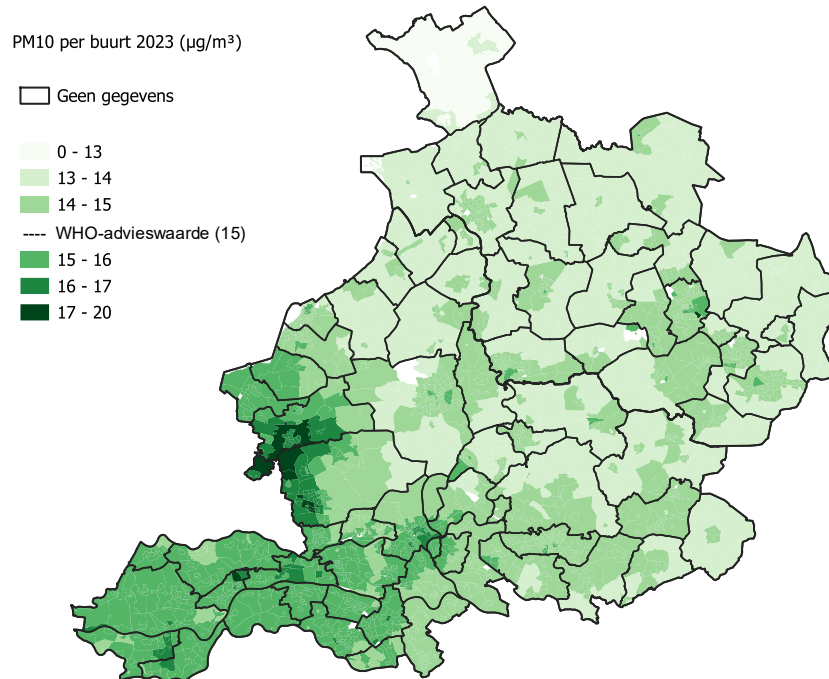 PM10 per buurt 2023 (µg/m³)
Geen gegevens
0 - 13
13 - 14
14 - 15
---- WHO-advieswaarde (15)
15 - 16
16 - 17
17 - 20